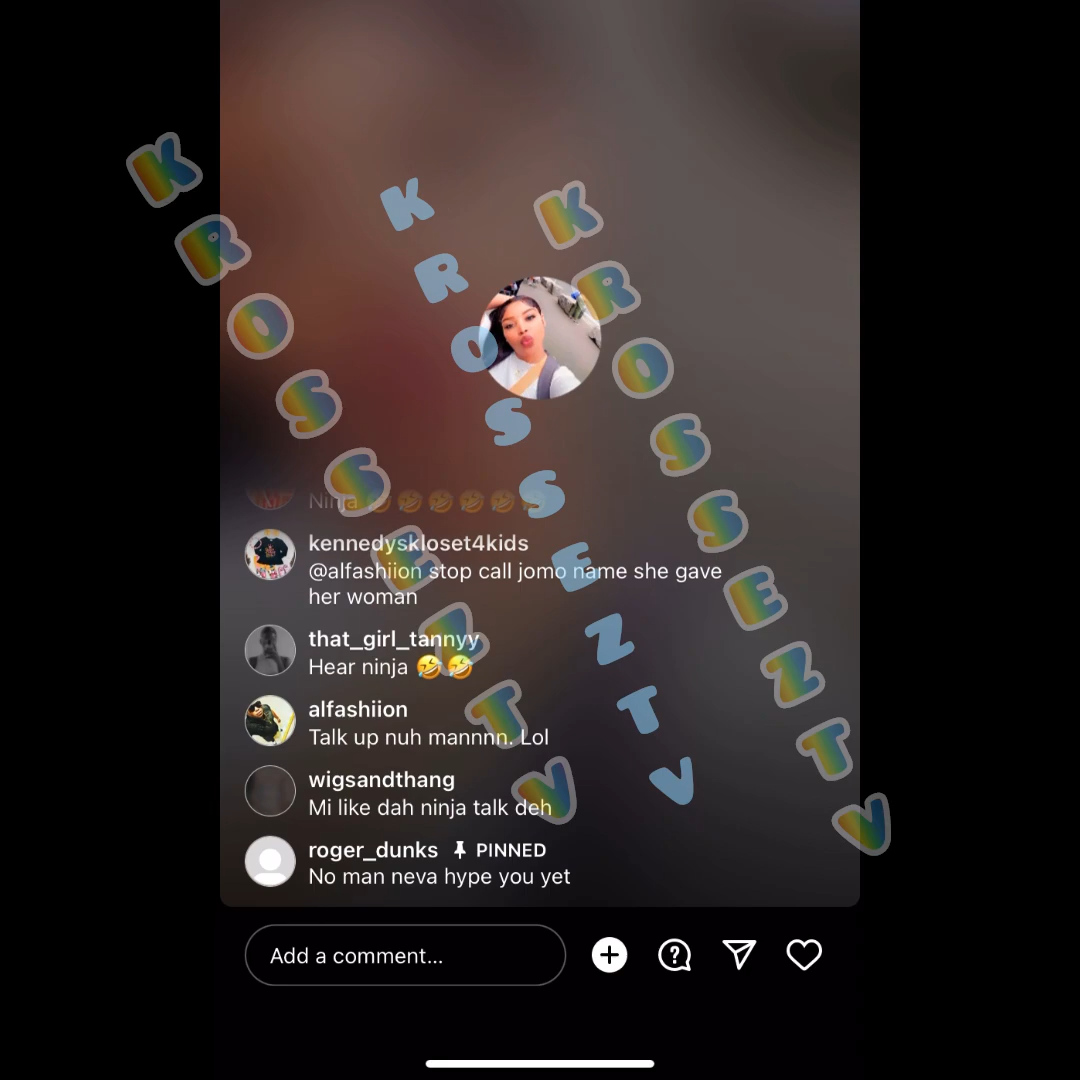 KROSSEZTV
KROSSEZTV
KROSSEZTV
Ninja 🤣🤣🤣🤣🤣🤣
kennedyskloset4kids
@alfashiion stop call jomo name she gave
her woman
that_girl_tannyy
Hear ninja 🤣🤣
alfashiion
Talk up nuh mannnn. Lol
wigsandthang
Mi like dah ninja talk deh
roger_dunks PINNED
No man neva hype you yet
Add a comment...